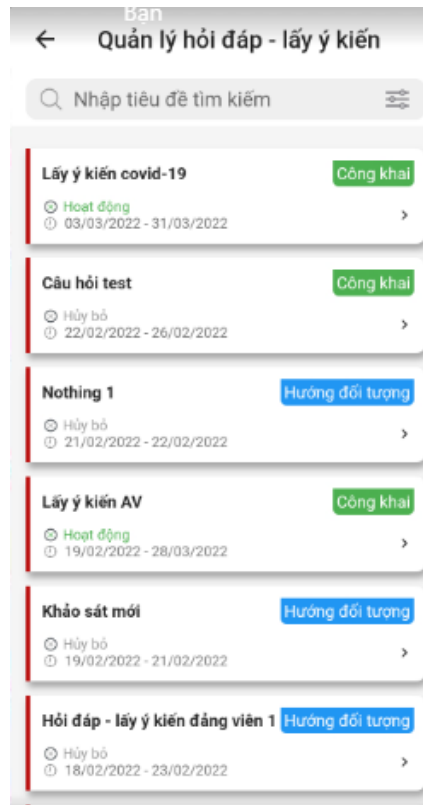 Bạn
Quản lý hỏi đáp - lấy ý kiến
Nhập tiêu đề tìm kiếm
Lấy ý kiến covid-19
Công khai
Hoạt động
03/03/2022 - 31/03/2022
Câu hỏi test
Công khai
Hủy bỏ
22/02/2022 - 26/02/2022
Nothing 1
Hướng đối tượng
Hủy bỏ
21/02/2022 - 22/02/2022
Lấy ý kiến AV
Công khai
Hoạt động
19/02/2022 - 28/03/2022
Khảo sát mới
Hướng đối tượng
Hủy bỏ
19/02/2022 - 21/02/2022
Hỏi đáp - lấy ý kiến đảng viên 1
Hướng đối tượng
Hủy bỏ
18/02/2022 - 23/02/2022